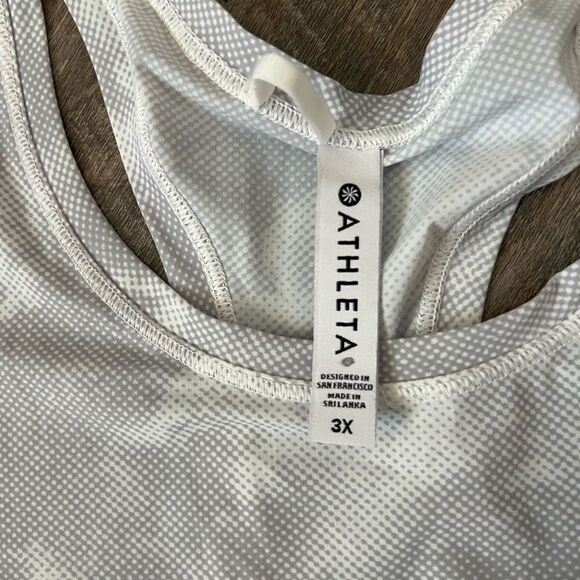 ATHLETA
DESIGNED IN
SAN FRANCISCO
MADE IN
SRI LANKA
3X